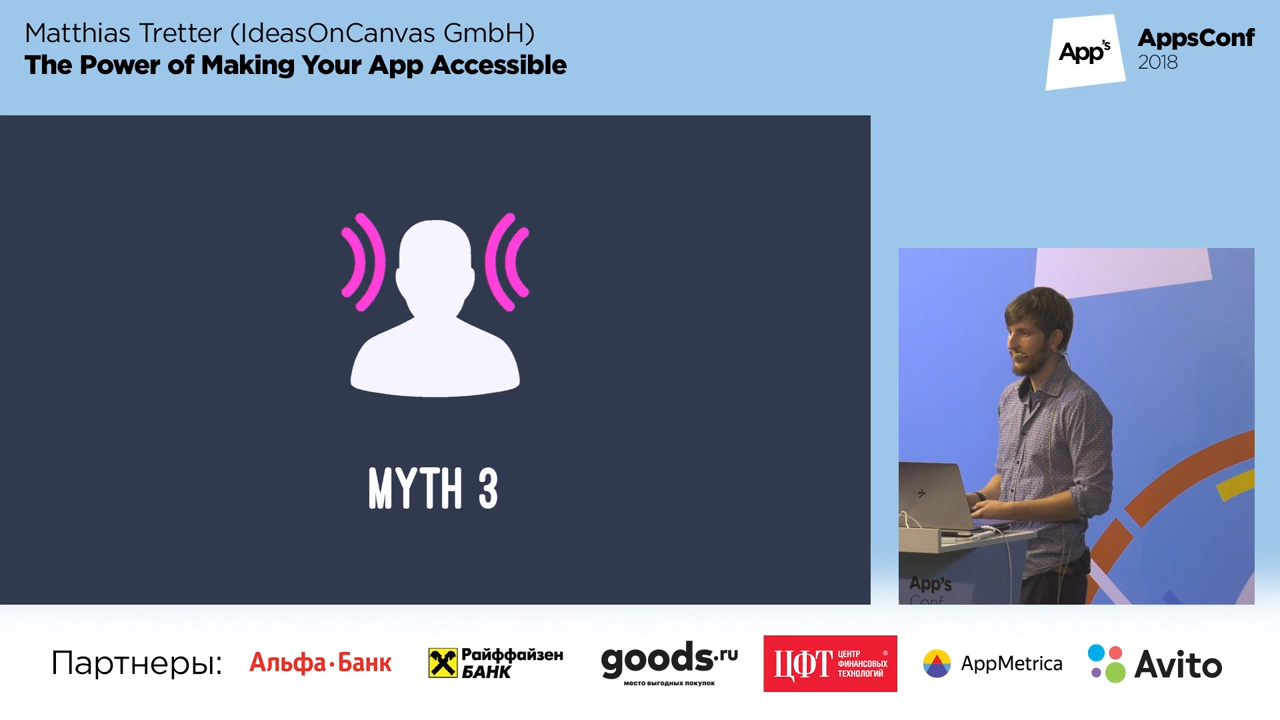 Matthias Tretter (IdeasOnCanvas GmbH)
The Power of Making Your App Accessible
App's
AppsConf
2018
MYTH 3
App's
Conf
Партнеры:
Альфа·Банк
Райффайзен
БАНК
goods.ru
место выгодных покупок
ЦФТ
ЦЕНТР
ФИНАНСОВЫХ
ТЕХНОЛОГИЙ
®
AppMetrica
Avito